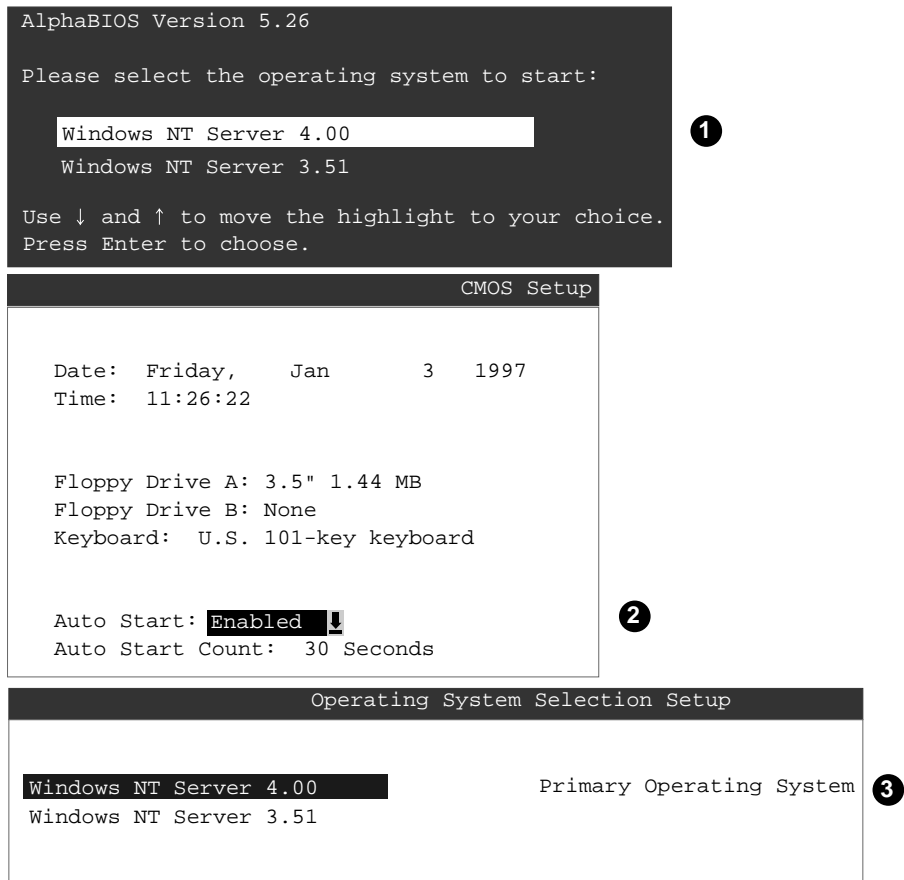 AlphaBIOS Version 5.26
Please select the operating system to start:
Windows NT Server 4.00
1
Windows NT Server 3.51
Use ↓ and ↑ to move the highlight to your choice.
Press Enter to choose.
CMOS Setup
Date: Friday, Jan 3 1997
Time: 11:26:22
Floppy Drive A: 3.5" 1.44 MB
Floppy Drive B: None
Keyboard: U.S. 101-key keyboard
Auto Start: Enabled ↓
2
Auto Start Count: 30 Seconds
Operating System Selection Setup
Windows NT Server 4.00 Primary Operating System
3
Windows NT Server 3.51